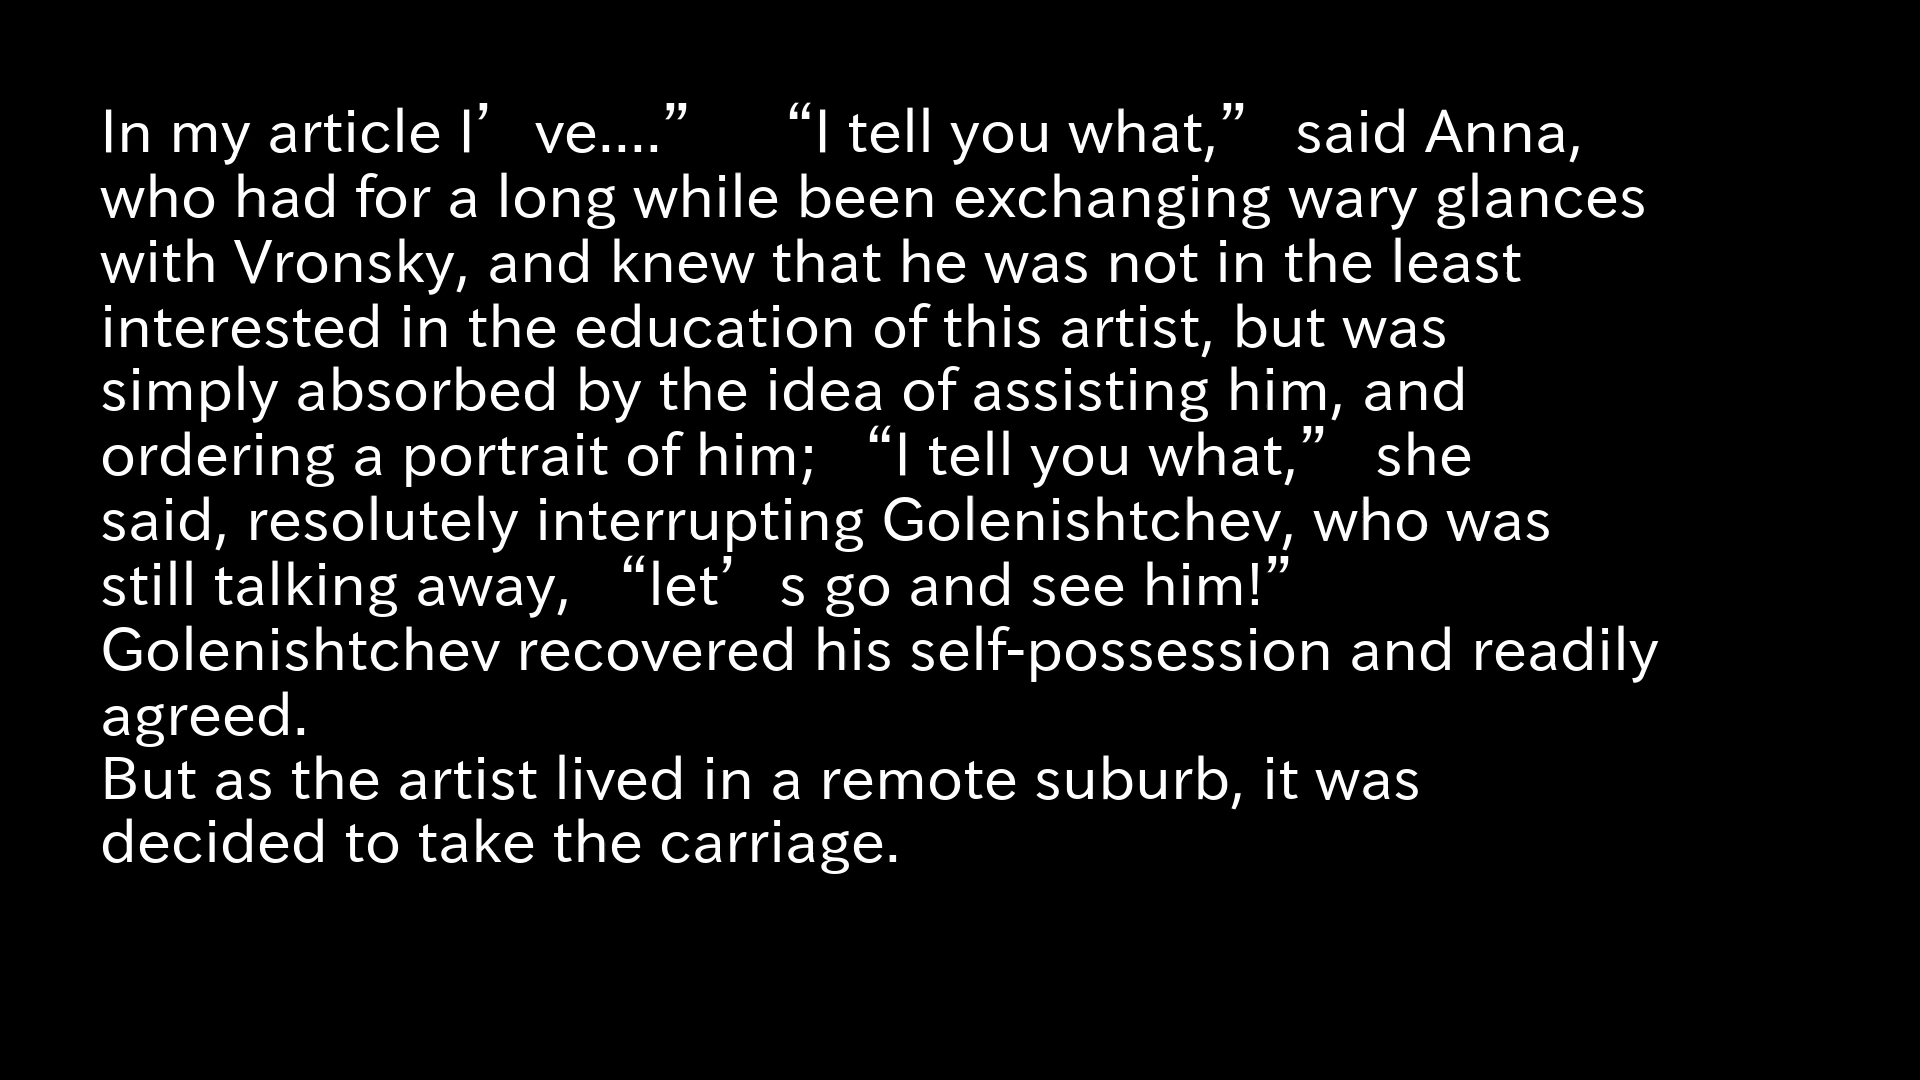 In my article I’ve....” “I tell you what,” said Anna,
who had for a long while been exchanging wary glances
with Vronsky, and knew that he was not in the least
interested in the education of this artist, but was
simply absorbed by the idea of assisting him, and
ordering a portrait of him; “I tell you what,” she
said, resolutely interrupting Golenishtchev, who was
still talking away, “let’s go and see him!”
Golenishtchev recovered his self-possession and readily
agreed.
But as the artist lived in a remote suburb, it was
decided to take the carriage.